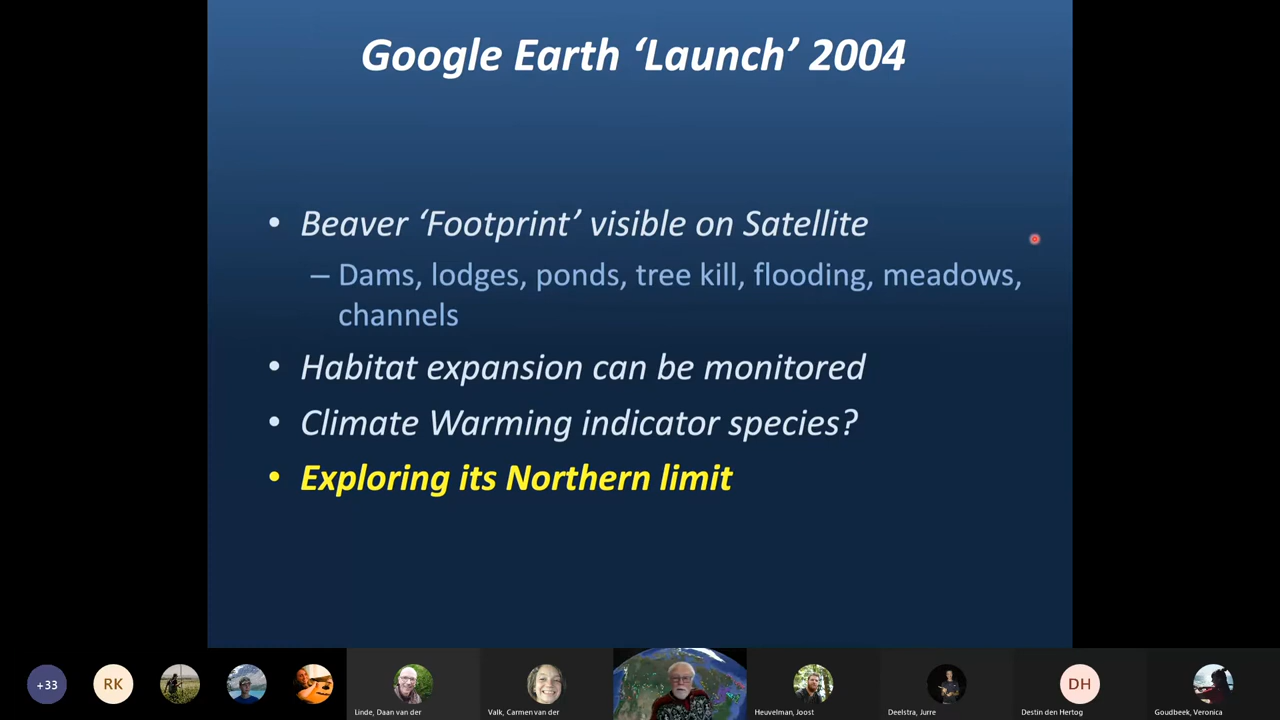 Google Earth ‘Launch’ 2004
• Beaver ‘Footprint’ visible on Satellite
– Dams, lodges, ponds, tree kill, flooding, meadows,
channels
• Habitat expansion can be monitored
• Climate Warming indicator species?
• Exploring its Northern limit
+33
RK
DH
Linde, Daan van der
Valk, Carmen van der
Heuvelman, Joost
Deelstra, Jurre
Destin den Hertog
Goudbeek, Veronica